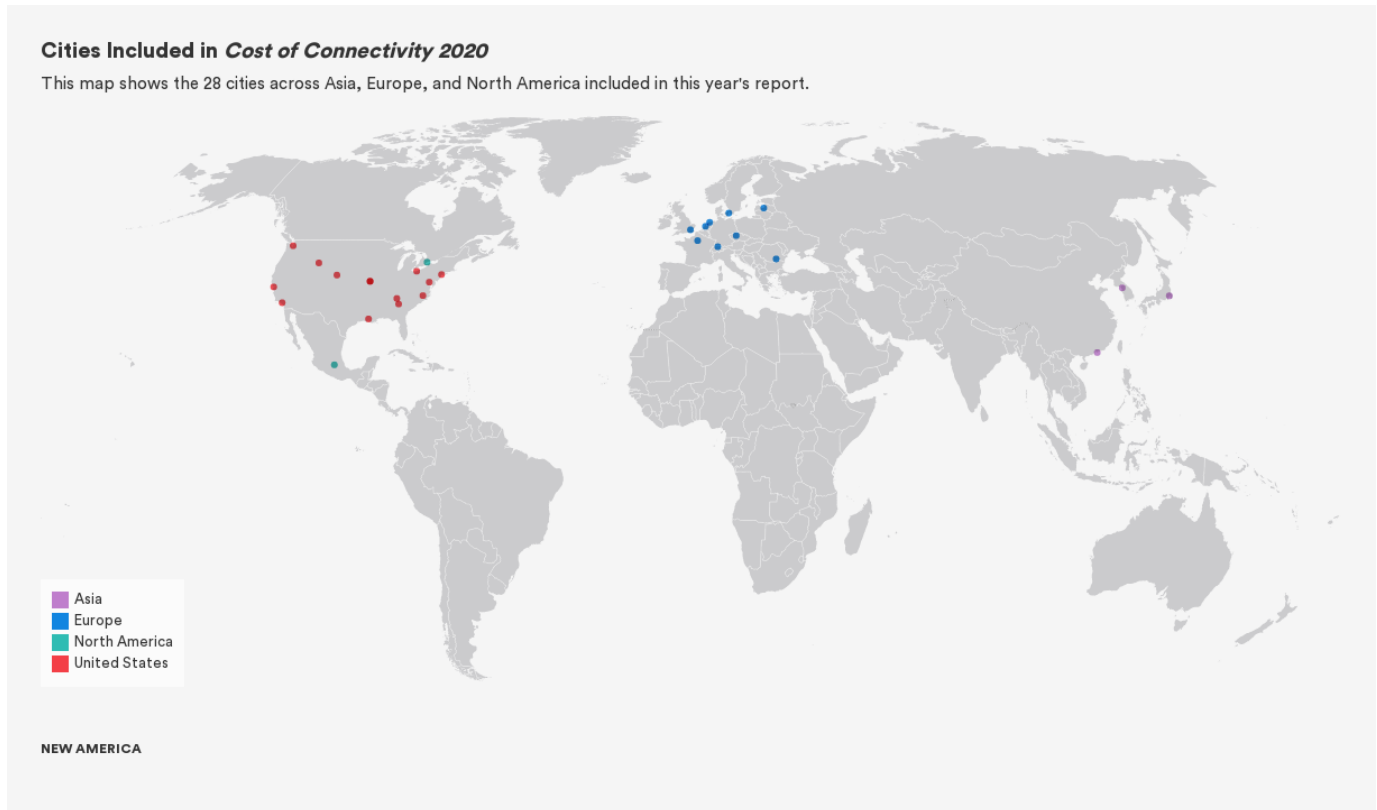 Cities Included in Cost of Connectivity 2020
This map shows the 28 cities across Asia, Europe, and North America included in this year's report.
Asia
Europe
North America
United States
NEW AMERICA